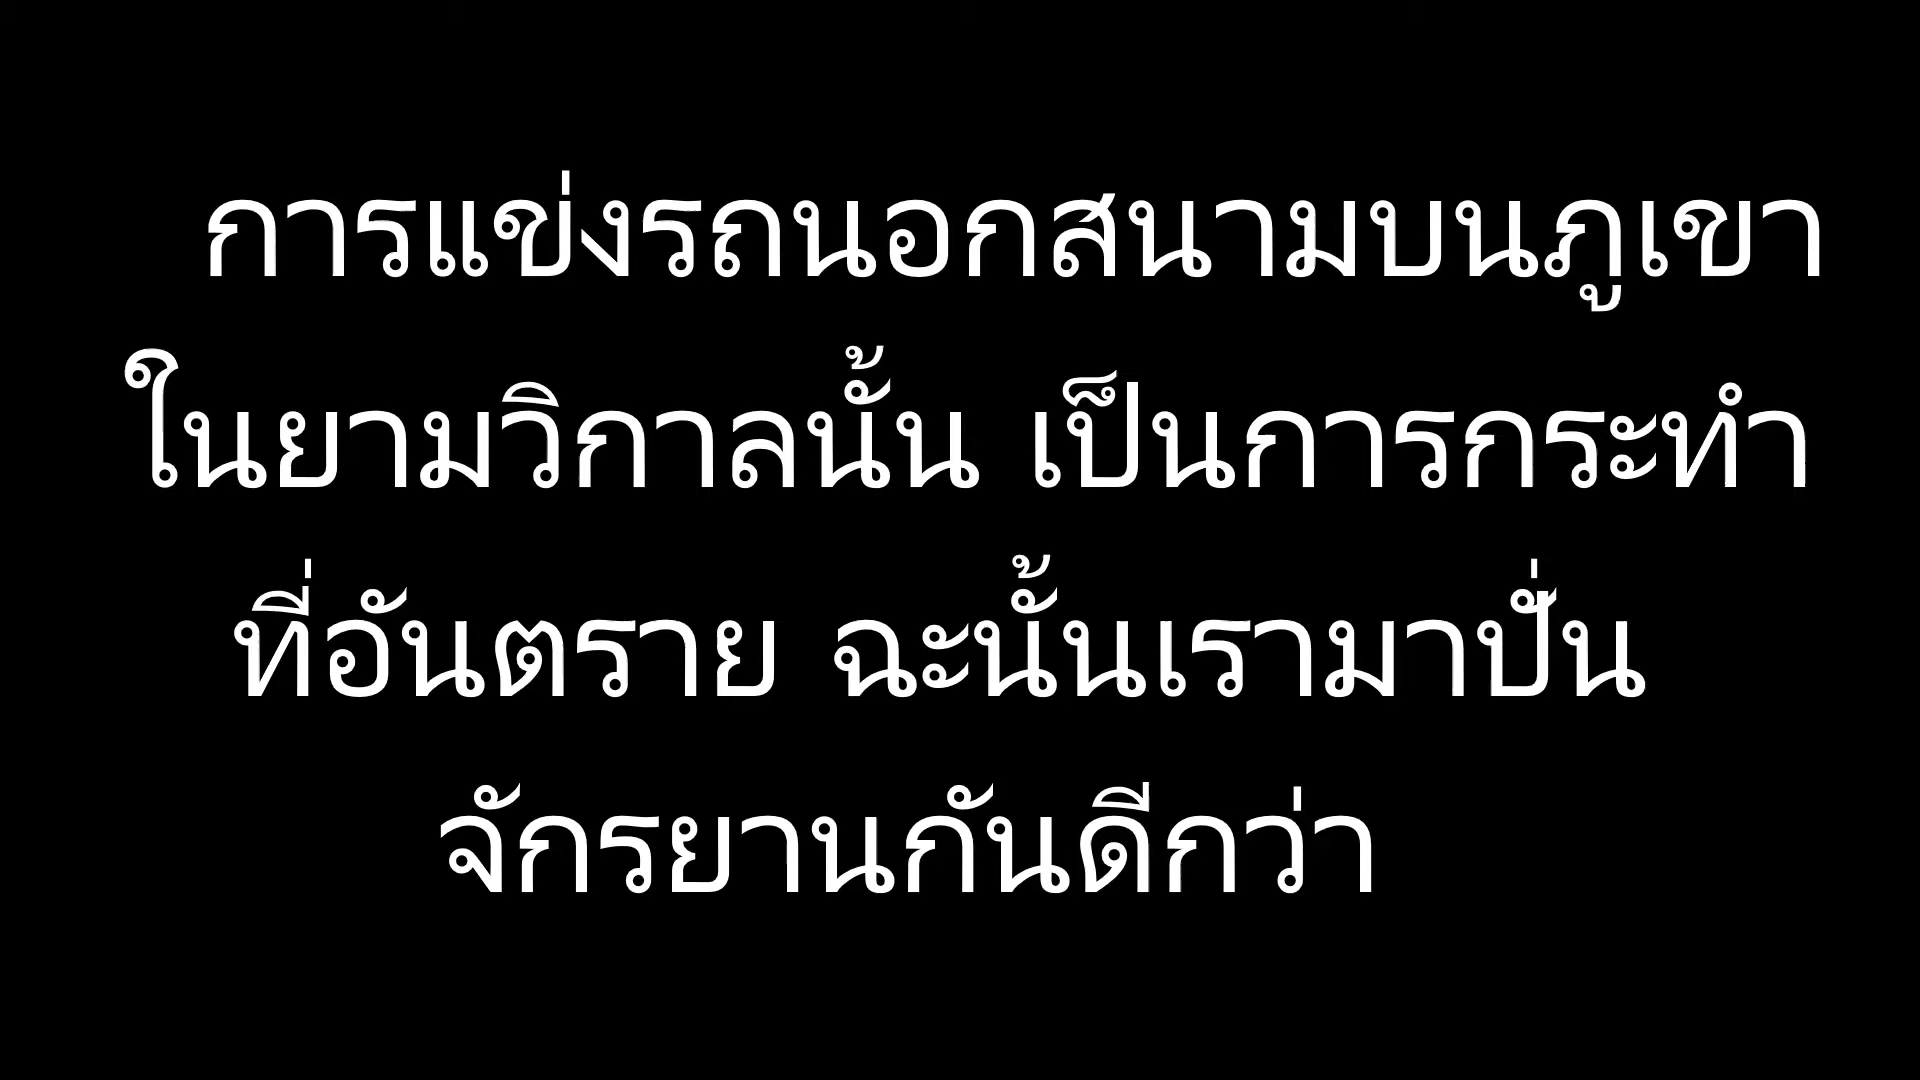 การแข่งรถนอกสนามบนภูเขา
ในยามวิกาลนั้น เป็นการกระทำ
ที่อันตราย ฉะนั้นเรามาปั่น
จักรยานกันดีกว่า